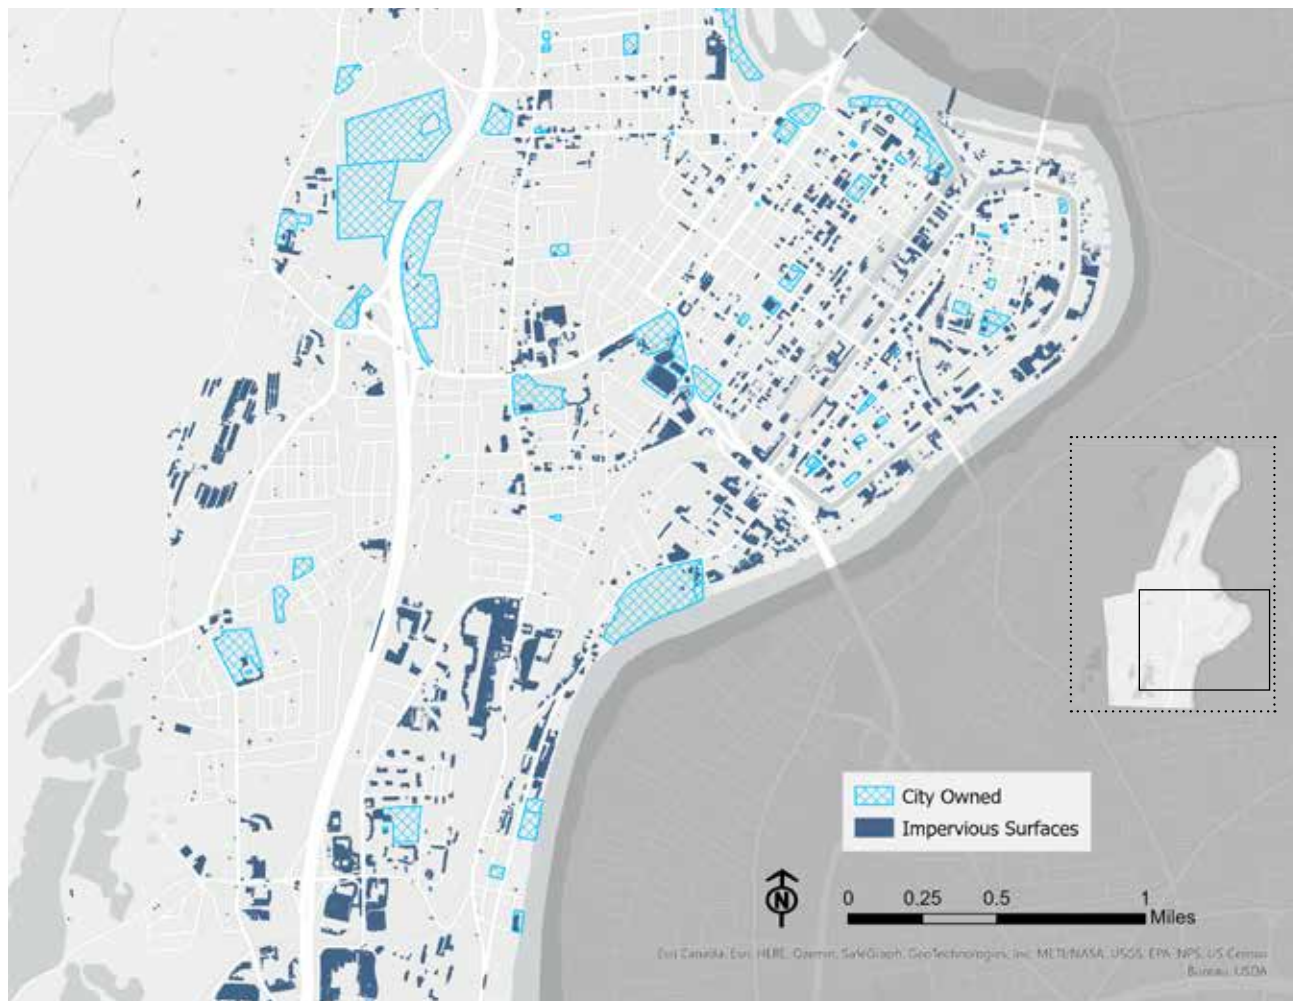 City Owned
Impervious Surfaces
N
0 0.25 0.5 1
Miles
Esri Canada, Esri, HERE, Garmin, SafeGraph, GeoTechnologies, Inc, METI/NASA, USGS, EPA, NPS, US Census
Bureau, USDA